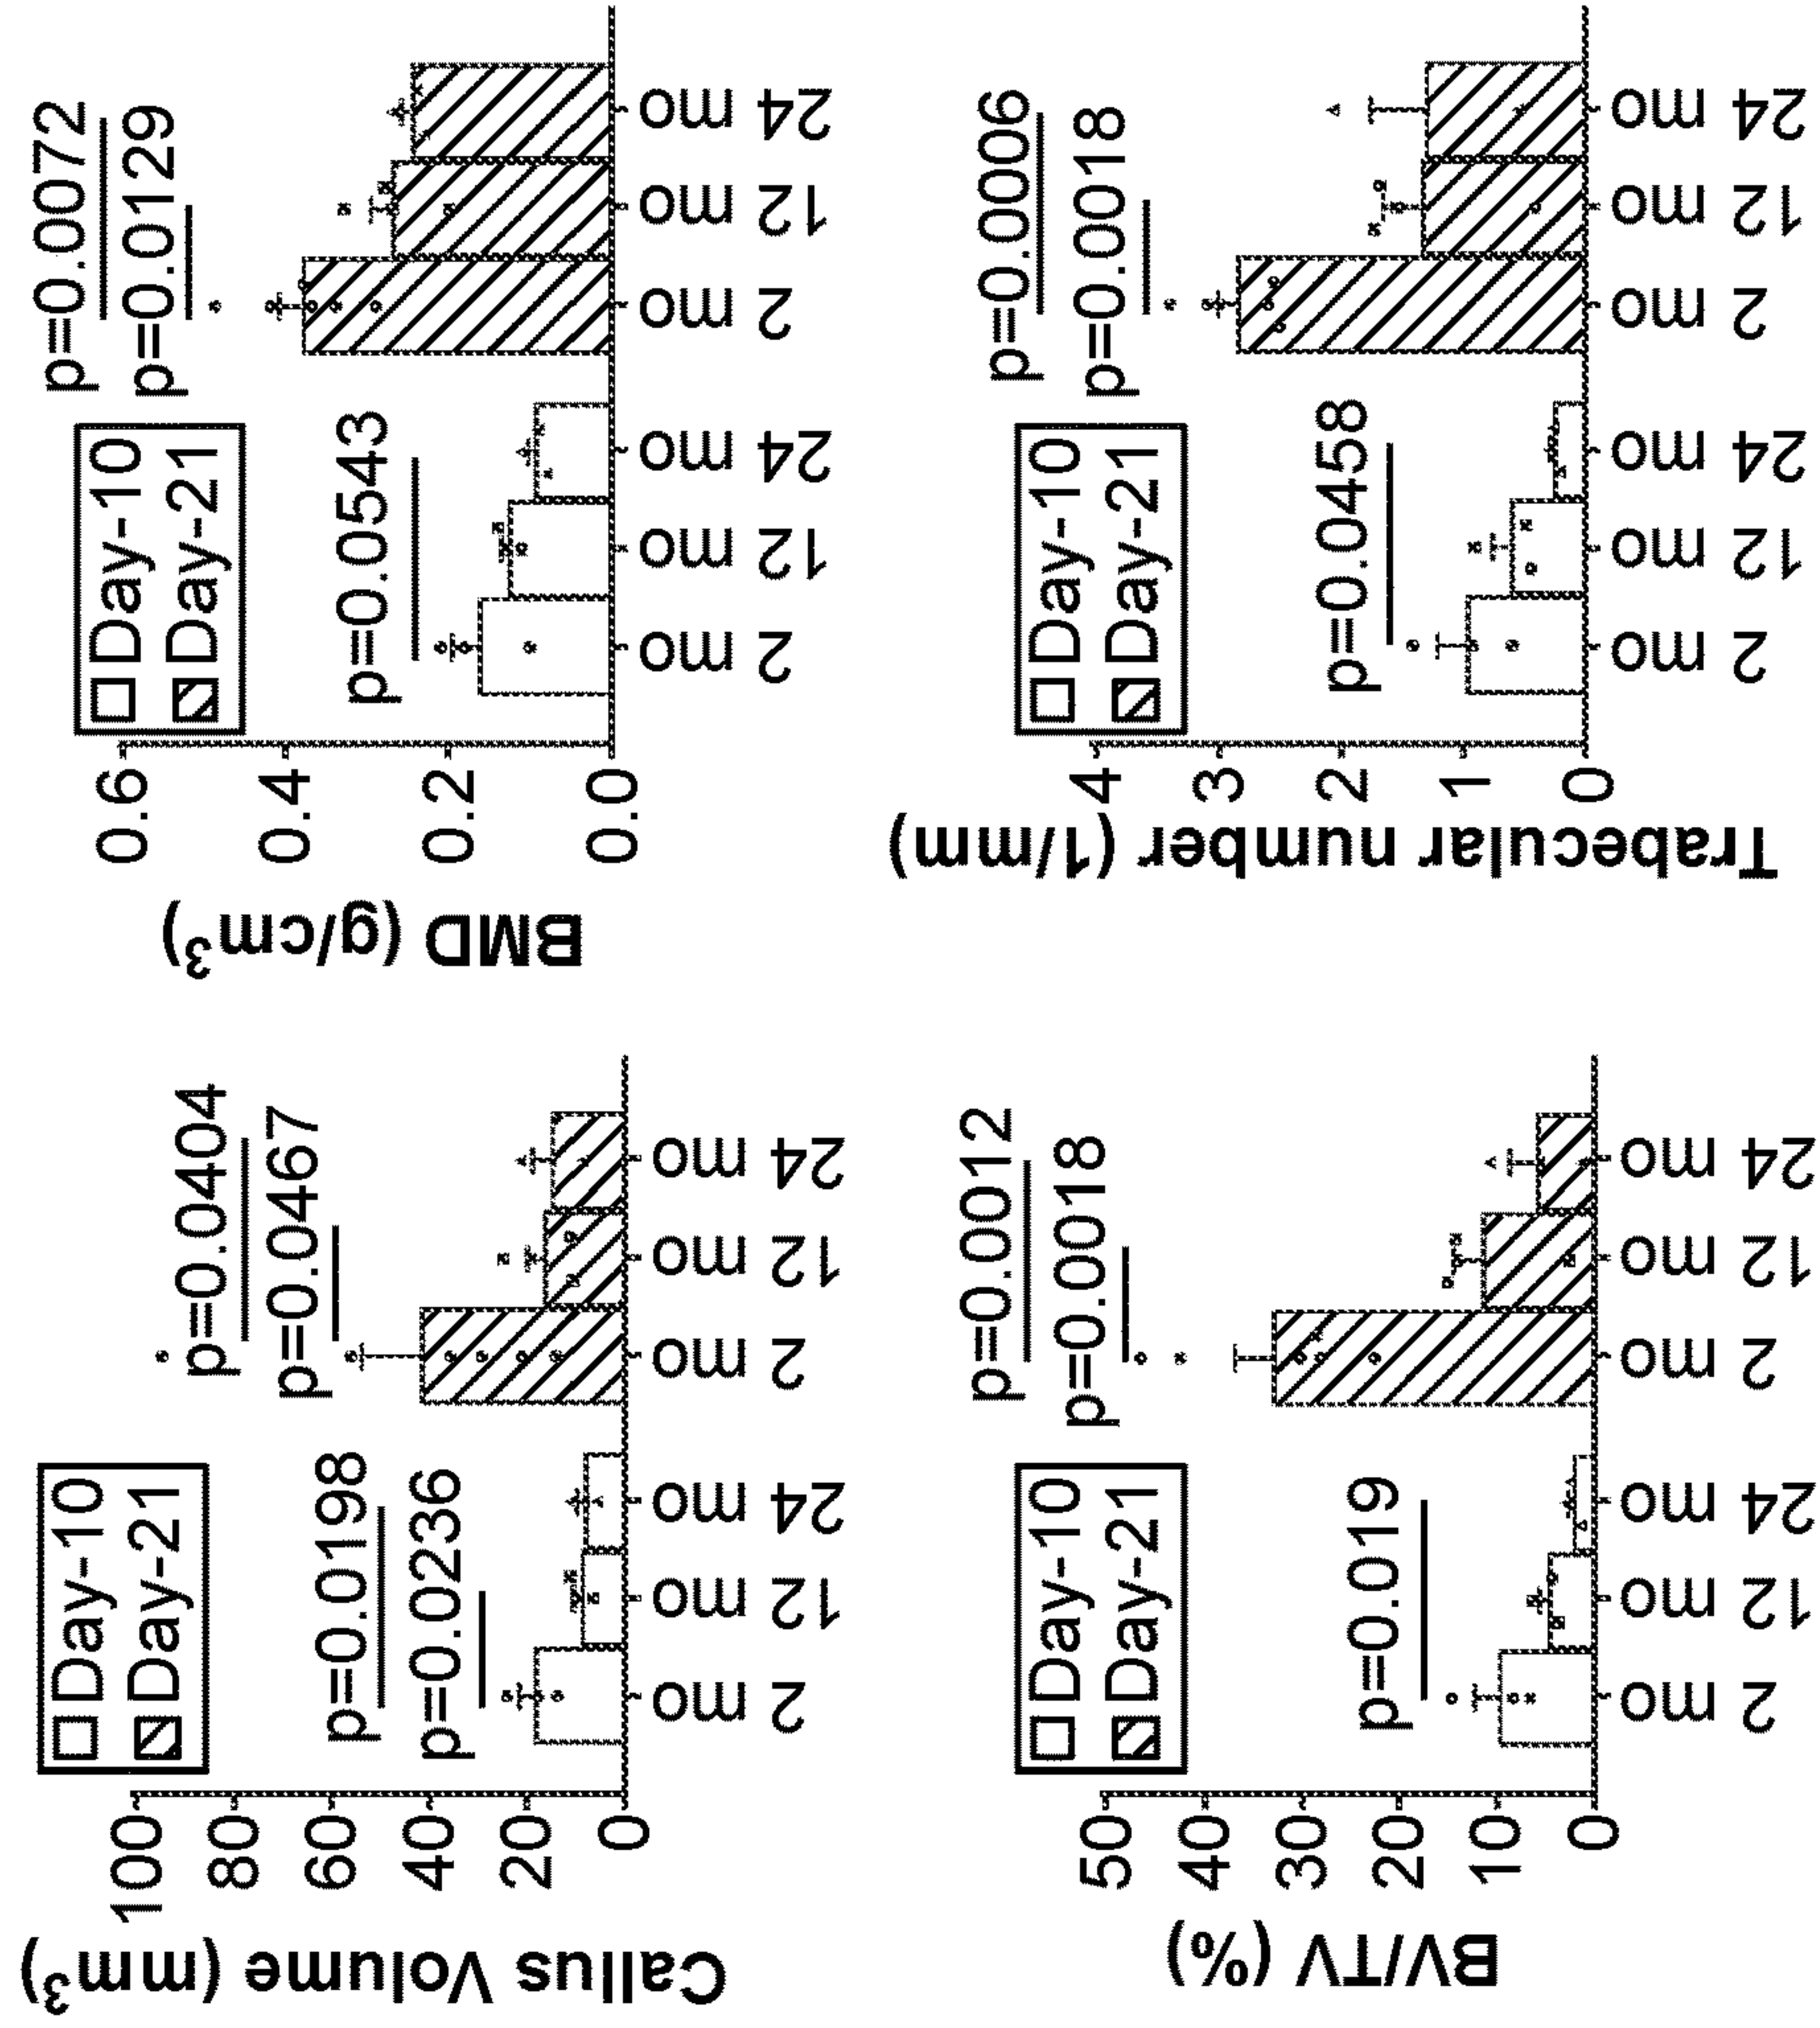 Callus Volume (mm³)
100
80
60
40
20
0
Day-10
Day-21
p=0.0198
p=0.0236
p=0.0404
p=0.0467
2 mo
12 mo
24 mo
2 mo
12 mo
24 mo
BMD (g/cm³)
0.6
0.4
0.2
0.0
Day-10
Day-21
p=0.0543
p=0.0072
p=0.0129
2 mo
12 mo
24 mo
2 mo
12 mo
24 mo
BV/TV (%)
50
40
30
20
10
0
Day-10
Day-21
p=0.019
p=0.0012
p=0.0018
2 mo
12 mo
24 mo
2 mo
12 mo
24 mo
Trabecular number (1/mm)
4
3
2
1
0
Day-10
Day-21
p=0.0458
p=0.0006
p=0.0018
2 mo
12 mo
24 mo
2 mo
12 mo
24 mo